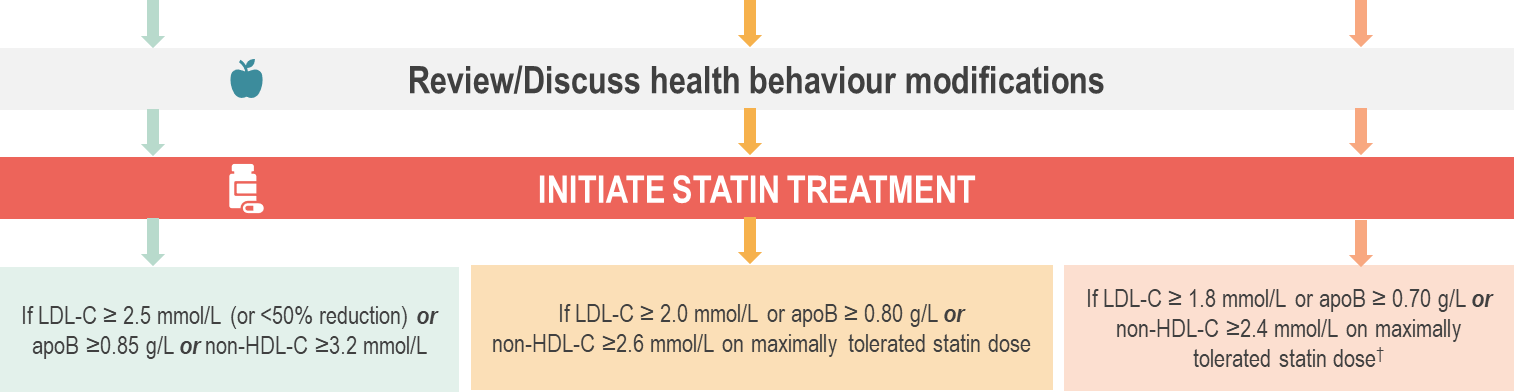 Review/Discuss health behaviour modifications
INITIATE STATIN TREATMENT
If LDL-C ≥ 2.5 mmol/L (or <50% reduction) or
apoB ≥0.85 g/L or non-HDL-C ≥3.2 mmol/L
If LDL-C ≥ 2.0 mmol/L or apoB ≥ 0.80 g/L or
non-HDL-C ≥2.6 mmol/L on maximally tolerated statin dose
If LDL-C ≥ 1.8 mmol/L or apoB ≥ 0.70 g/L or
non-HDL-C ≥2.4 mmol/L on maximally
tolerated statin dose†